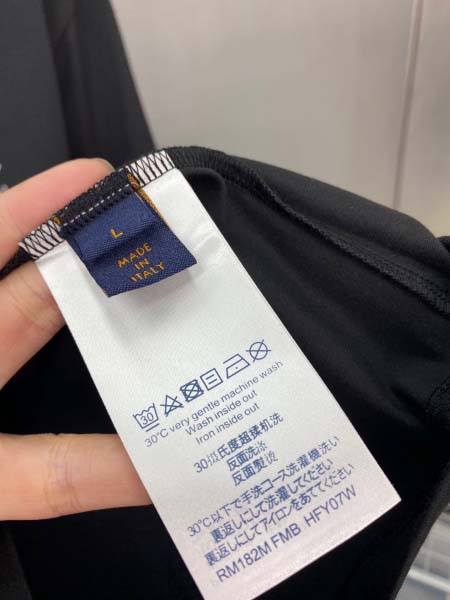 L
MADE
IN
ITALY
30
30°C very gentle machine wash
Wash inside out
Iron inside out
30温氏度超揉机洗
反面洗涤
反面熨烫
30℃以下で手洗コース洗濯機洗い
裏返しにして洗濯してください
裏返しにしてアイロンをあててください
RM182M FMB HFY07W